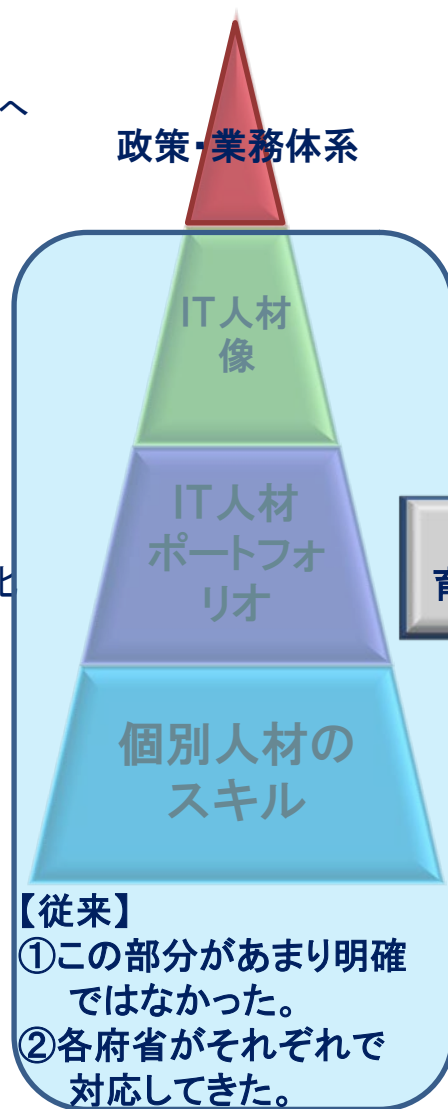 へ
政策・業務体系
IT人材
像
IT人材
ポートフォ
リオ
育
個別人材の
スキル
【従来】
①この部分があまり明確
ではなかった。
②各府省がそれぞれで
対応してきた。